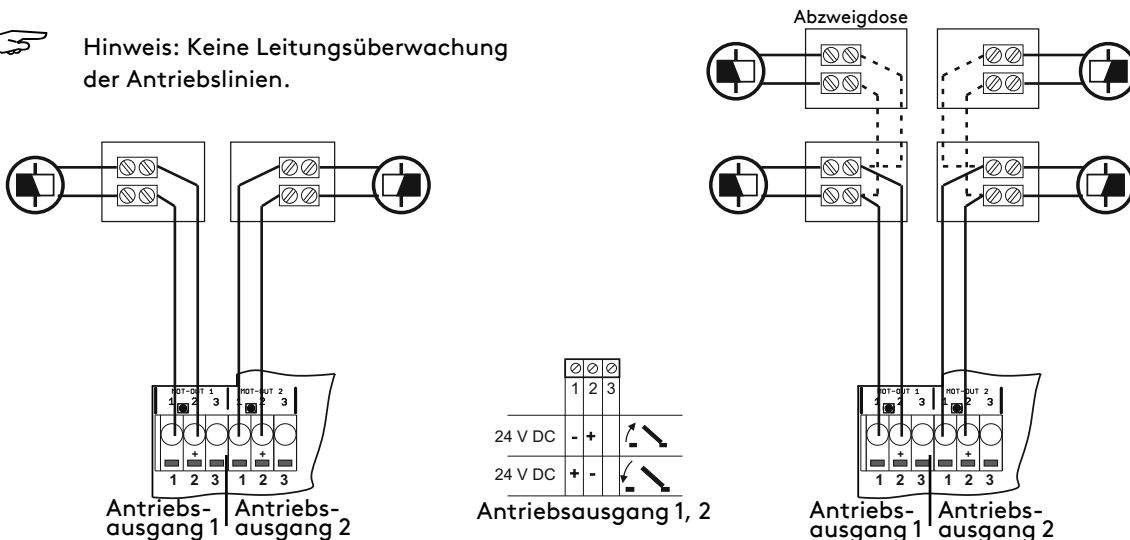 Abzweigdose
Hinweis: Keine Leitungsüberwachung
der Antriebslinien.
MOT-OUT 1 MOT-OUT 2
1 2 3 1 2 3
+ +
1 2 3 1 2 3
Antriebs- Antriebs-
ausgang 1 ausgang 2
1 2 3
24 V DC - +
24 V DC + -
Antriebsausgang 1, 2
MOT-OUT 1 MOT-OUT 2
1 2 3 1 2 3
+ +
1 2 3 1 2 3
Antriebs- Antriebs-
ausgang 1 ausgang 2